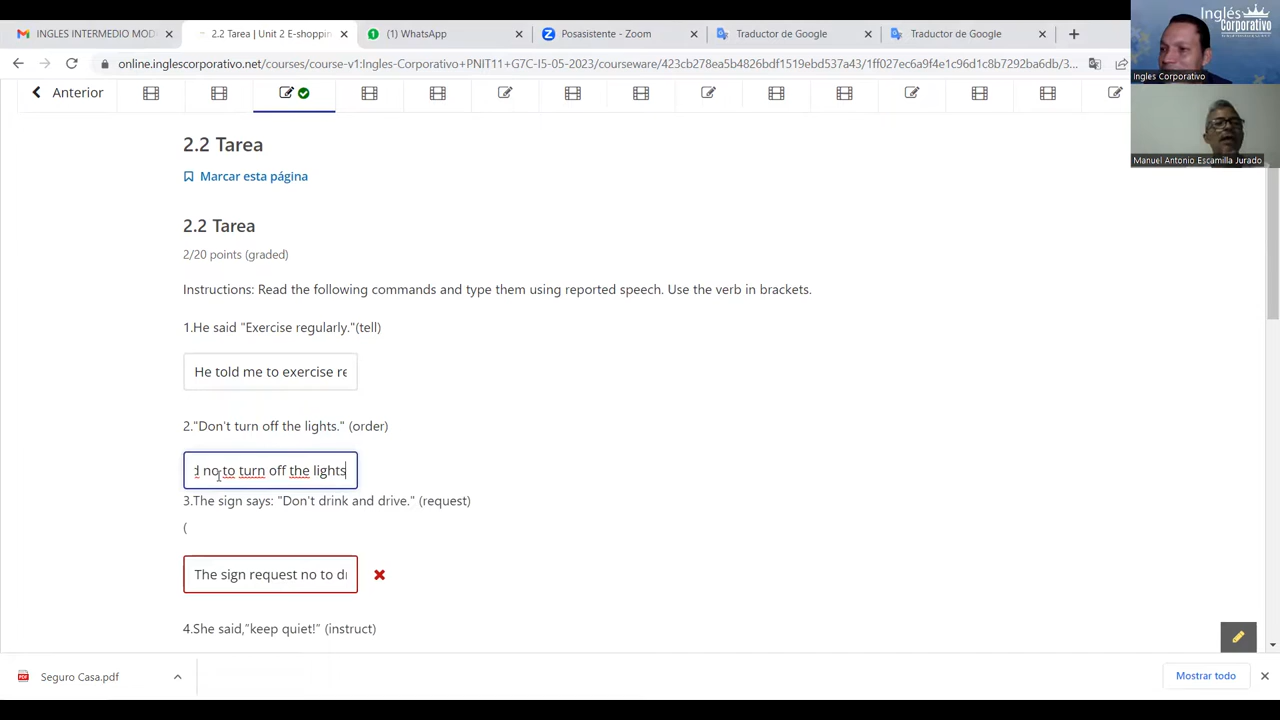 INGLES INTERMEDIO MOD
2.2 Tarea | Unit 2 E-shoppin
(1) WhatsApp
Posasistente - Zoom
Traductor de Google
Traductor de Google
Inglés
Corporativo
online.inglescorporativo.net/courses/course-v1:Ingles-Corporativo+PNIT11+G7C-I5-05-2023/courseware/423cb278ea5b4826bdf1519ebd537a43/1ff027ec6a9f4e1c96d1c8b7292ba6db/3...
Ingles Corporativo
Manuel Antonio Escamilla Jurado
Anterior
2.2 Tarea
Marcar esta página
2.2 Tarea
2/20 points (graded)
Instructions: Read the following commands and type them using reported speech. Use the verb in brackets.
1.He said "Exercise regularly."(tell)
He told me to exercise re
2."Don't turn off the lights." (order)
d no to turn off the lights
3.The sign says: "Don't drink and drive." (request)
(
The sign request no to dr
4.She said,"keep quiet!" (instruct)
Seguro Casa.pdf
Mostrar todo